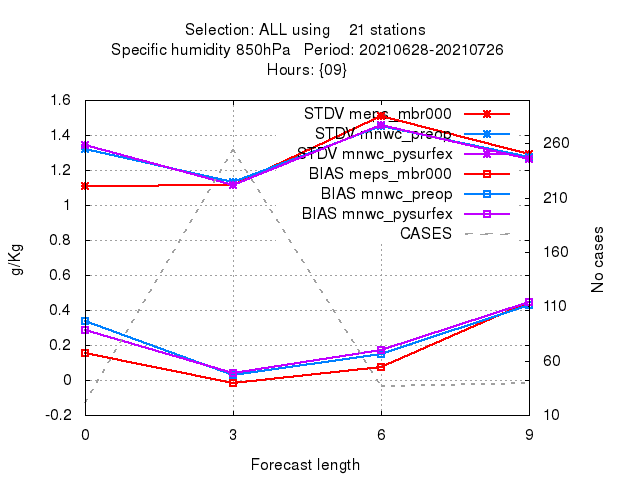 Selection: ALL using    21 stations
Specific humidity 850hPa   Period: 20210628-20210726
Hours: {09}
1.6
1.4
1.2
1
0.8
0.6
0.4
0.2
0
-0.2
g/Kg
STDV meps_mbr000
STDV mnwc_preop
STDV mnwc_pysurfex
BIAS meps_mbr000
BIAS mnwc_preop
BIAS mnwc_pysurfex
CASES
260
210
160
110
60
10
No cases
0 3 6 9
Forecast length